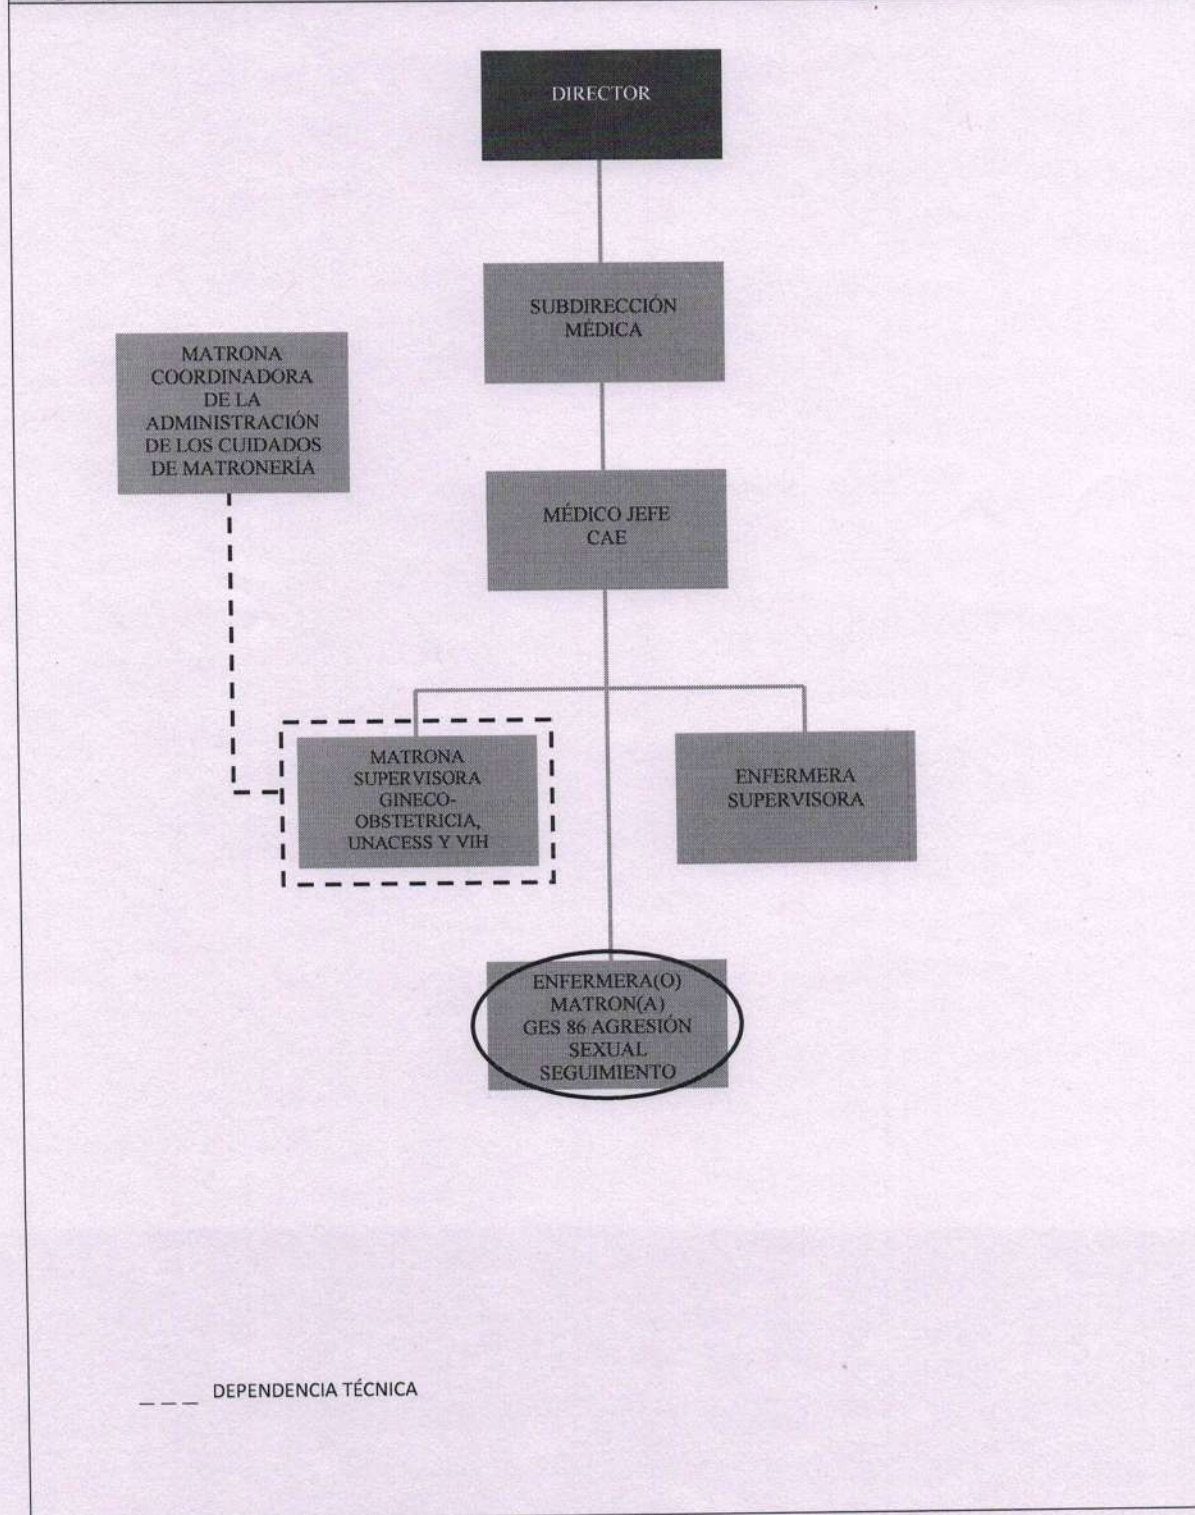 DIRECTOR
SUBDIRECCIÓN
MÉDICA
MATRONA
COORDINADORA
DE LA
ADMINISTRACIÓN
DE LOS CUIDADOS
DE MATRONERÍA
MÉDICO JEFE
CAE
MATRONA
SUPERVISORA
GINECO-
OBSTETRICIA,
UNACESS Y VIH
ENFERMERA
SUPERVISORA
ENFERMERA(O)
MATRON(A)
GES 86 AGRESIÓN
SEXUAL
SEGUIMIENTO
DEPENDENCIA TÉCNICA